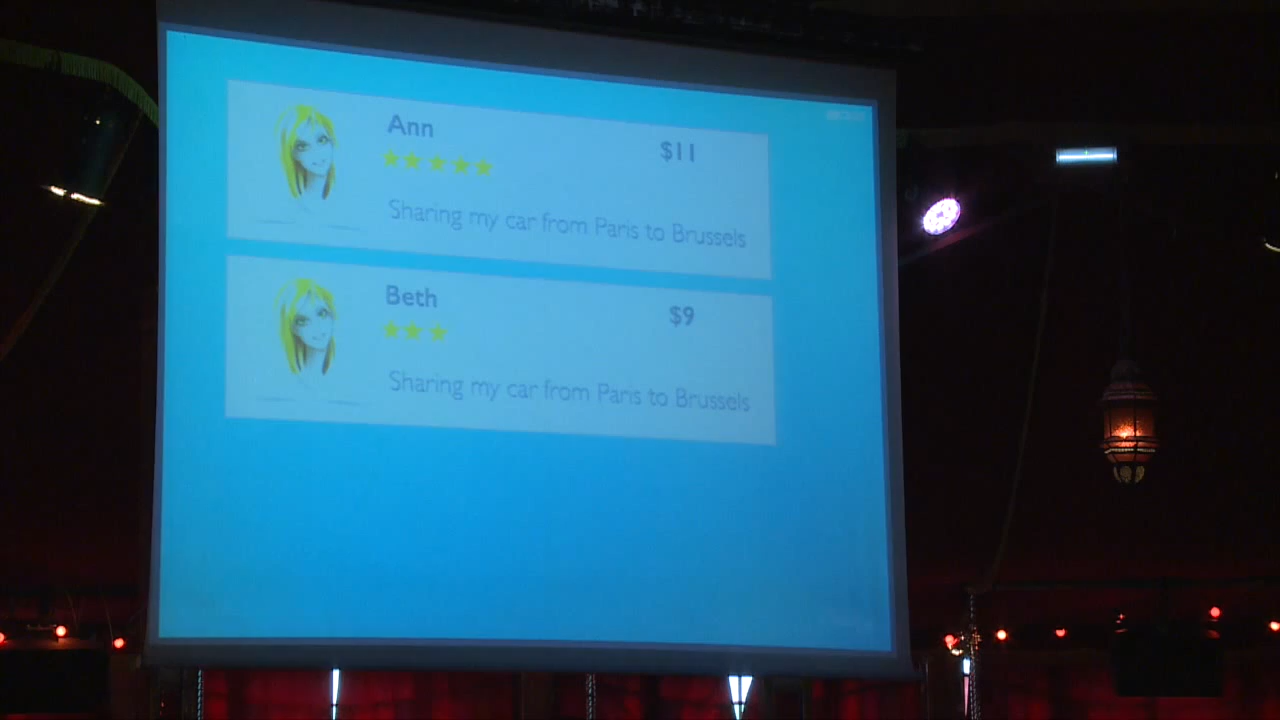 Ann
$11
★★★★★
Sharing my car from Paris to Brussels
Beth
$9
★★★
Sharing my car from Paris to Brussels